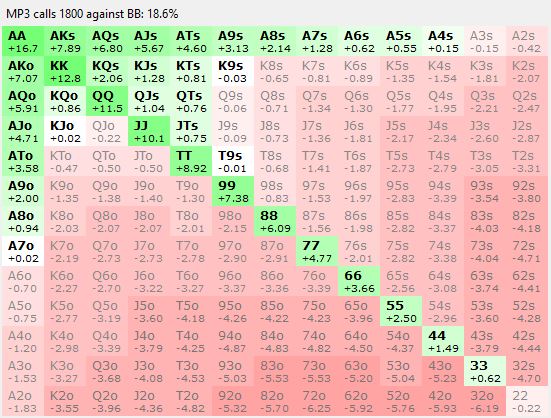 MP3 calls 1800 against BB: 18.6%
AA AKs AQs AJs ATs A9s A8s A7s A6s A5s A4s A3s A2s
+16.7 +7.89 +6.80 +5.67 +4.60 +3.13 +2.14 +1.28 +0.62 +0.55 +0.15 -0.15 -0.42
AKo KK KQs KJs KTs K9s K8s K7s K6s K5s K4s K3s K2s
+7.07 +12.8 +2.06 +1.28 +0.81 -0.03 -0.65 -0.81 -0.89 -1.35 -1.54 -1.81 -2.07
AQo KQo QQ QJs QTs Q9s Q8s Q7s Q6s Q5s Q4s Q3s Q2s
+5.91 +0.86 +11.5 +1.04 +0.76 -0.06 -0.71 -1.34 -1.30 -1.77 -1.95 -2.21 -2.47
AJo KJo QJo JJ JTs J9s J8s J7s J6s J5s J4s J3s J2s
+4.71 +0.02 -0.22 +10.1 +0.75 -0.09 -0.73 -1.36 -1.51 -2.17 -2.34 -2.60 -2.87
ATo KTo QTo JTo TT T9s T8s T7s T6s T5s T4s T3s T2s
+3.58 -0.47 -0.50 -0.50 +8.92 -0.01 -0.68 -1.41 -1.87 -2.73 -2.79 -3.05 -3.31
A9o K9o Q9o J9o T9o 99 98s 97s 96s 95s 94s 93s 92s
+2.00 -1.35 -1.38 -1.40 -1.30 +7.38 -0.83 -1.53 -1.97 -2.83 -3.39 -3.54 -3.80
A8o K8o Q8o J8o T8o 98o 88 87s 86s 85s 84s 83s 82s
+0.94 -2.03 -2.07 -2.07 -2.01 -2.15 +6.09 -1.56 -1.98 -2.82 -3.37 -4.03 -4.18
A7o K7o Q7o J7o T7o 97o 87o 77 76s 75s 74s 73s 72s
+0.02 -2.19 -2.73 -2.73 -2.78 -2.90 -2.91 +4.77 -2.01 -2.82 -3.38 -4.04 -4.71
A6o K6o Q6o J6o T6o 96o 86o 76o 66 65s 64s 63s 62s
-0.70 -2.27 -2.70 -3.22 -3.27 -3.37 -3.36 -3.39 +3.66 -2.56 -3.08 -3.74 -4.41
A5o K5o Q5o J5o T5o 95o 85o 75o 65o 55 54s 53s 52s
-0.75 -2.77 -3.19 -3.60 -4.18 -4.26 -4.22 -4.23 -3.96 +2.50 -2.96 -3.60 -4.28
A4o K4o Q4o J4o T4o 94o 84o 74o 64o 54o 44 43s 42s
-1.20 -2.98 -3.39 -3.79 -4.25 -4.87 -4.83 -4.82 -4.50 -4.37 +1.49 -3.79 -4.44
A3o K3o Q3o J3o T3o 93o 83o 73o 63o 53o 43o 33 32s
-1.53 -3.27 -3.68 -4.08 -4.53 -5.03 -5.53 -5.53 -5.20 -5.04 -5.23 +0.62 -4.70
A2o K2o Q2o J2o T2o 92o 82o 72o 62o 52o 42o 32o 22
-1.82 -3.55 -3.96 -4.36 -4.82 -5.32 -5.70 -6.25 -5.92 -5.76 -5.93 -6.19 -0.22